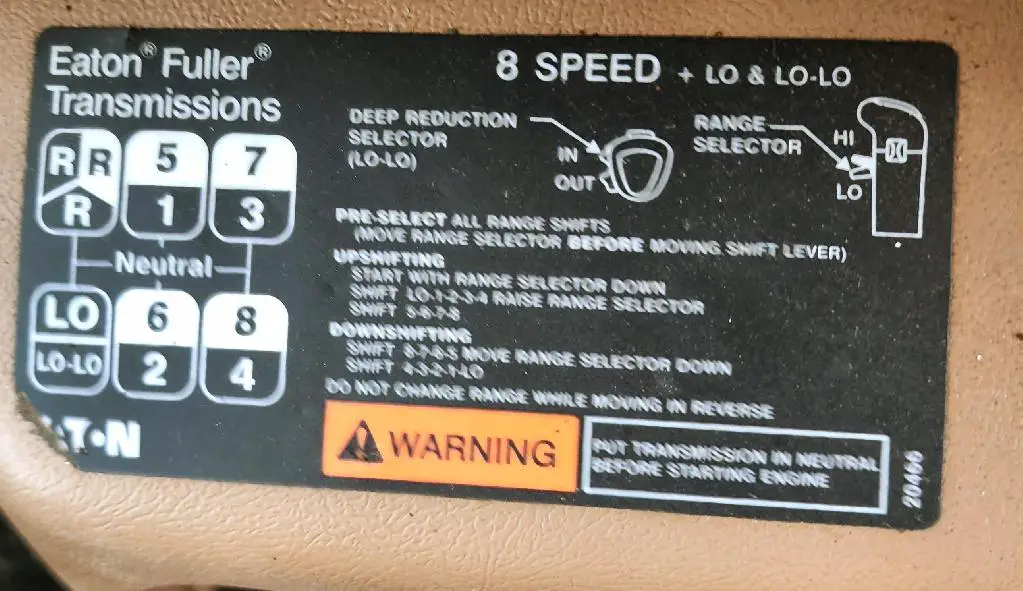 Eaton® Fuller®
Transmissions
8 SPEED + LO & LO-LO
R R 5 7
R 1 3
Neutral
LO 6 8
LO-LO 2 4
DEEP REDUCTION
SELECTOR
(LO-LO)
IN
OUT
RANGE
SELECTOR
HI
LO
PRE-SELECT ALL RANGE SHIFTS
(MOVE RANGE SELECTOR BEFORE MOVING SHIFT LEVER)
UPSHIFTING
START WITH RANGE SELECTOR DOWN
SHIFT LO-1-2-3-4 RAISE RANGE SELECTOR
SHIFT 5-6-7-8
DOWNSHIFTING
SHIFT 8-7-6-5 MOVE RANGE SELECTOR DOWN
SHIFT 4-3-2-1-LO
DO NOT CHANGE RANGE WHILE MOVING IN REVERSE
WARNING
PUT TRANSMISSION IN NEUTRAL
BEFORE STARTING ENGINE
20466
T•N